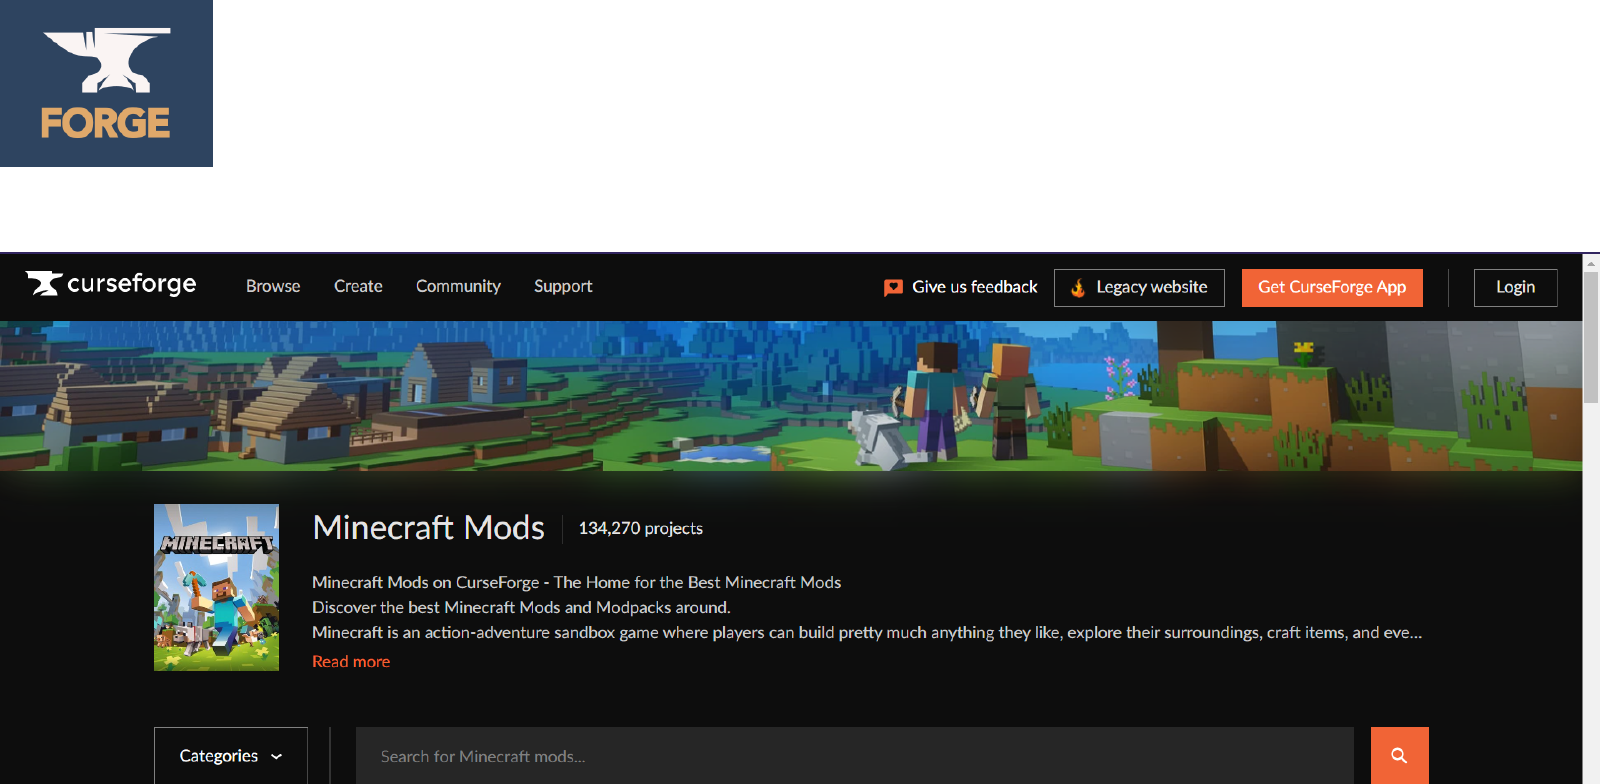 FORGE
curseforge Browse Create Community Support Give us feedback Legacy website Get CurseForge App Login
MINECRAFT
Minecraft Mods 134,270 projects
Minecraft Mods on CurseForge - The Home for the Best Minecraft Mods
Discover the best Minecraft Mods and Modpacks around.
Minecraft is an action-adventure sandbox game where players can build pretty much anything they like, explore their surroundings, craft items, and eve...
Read more
Categories Search for Minecraft mods...